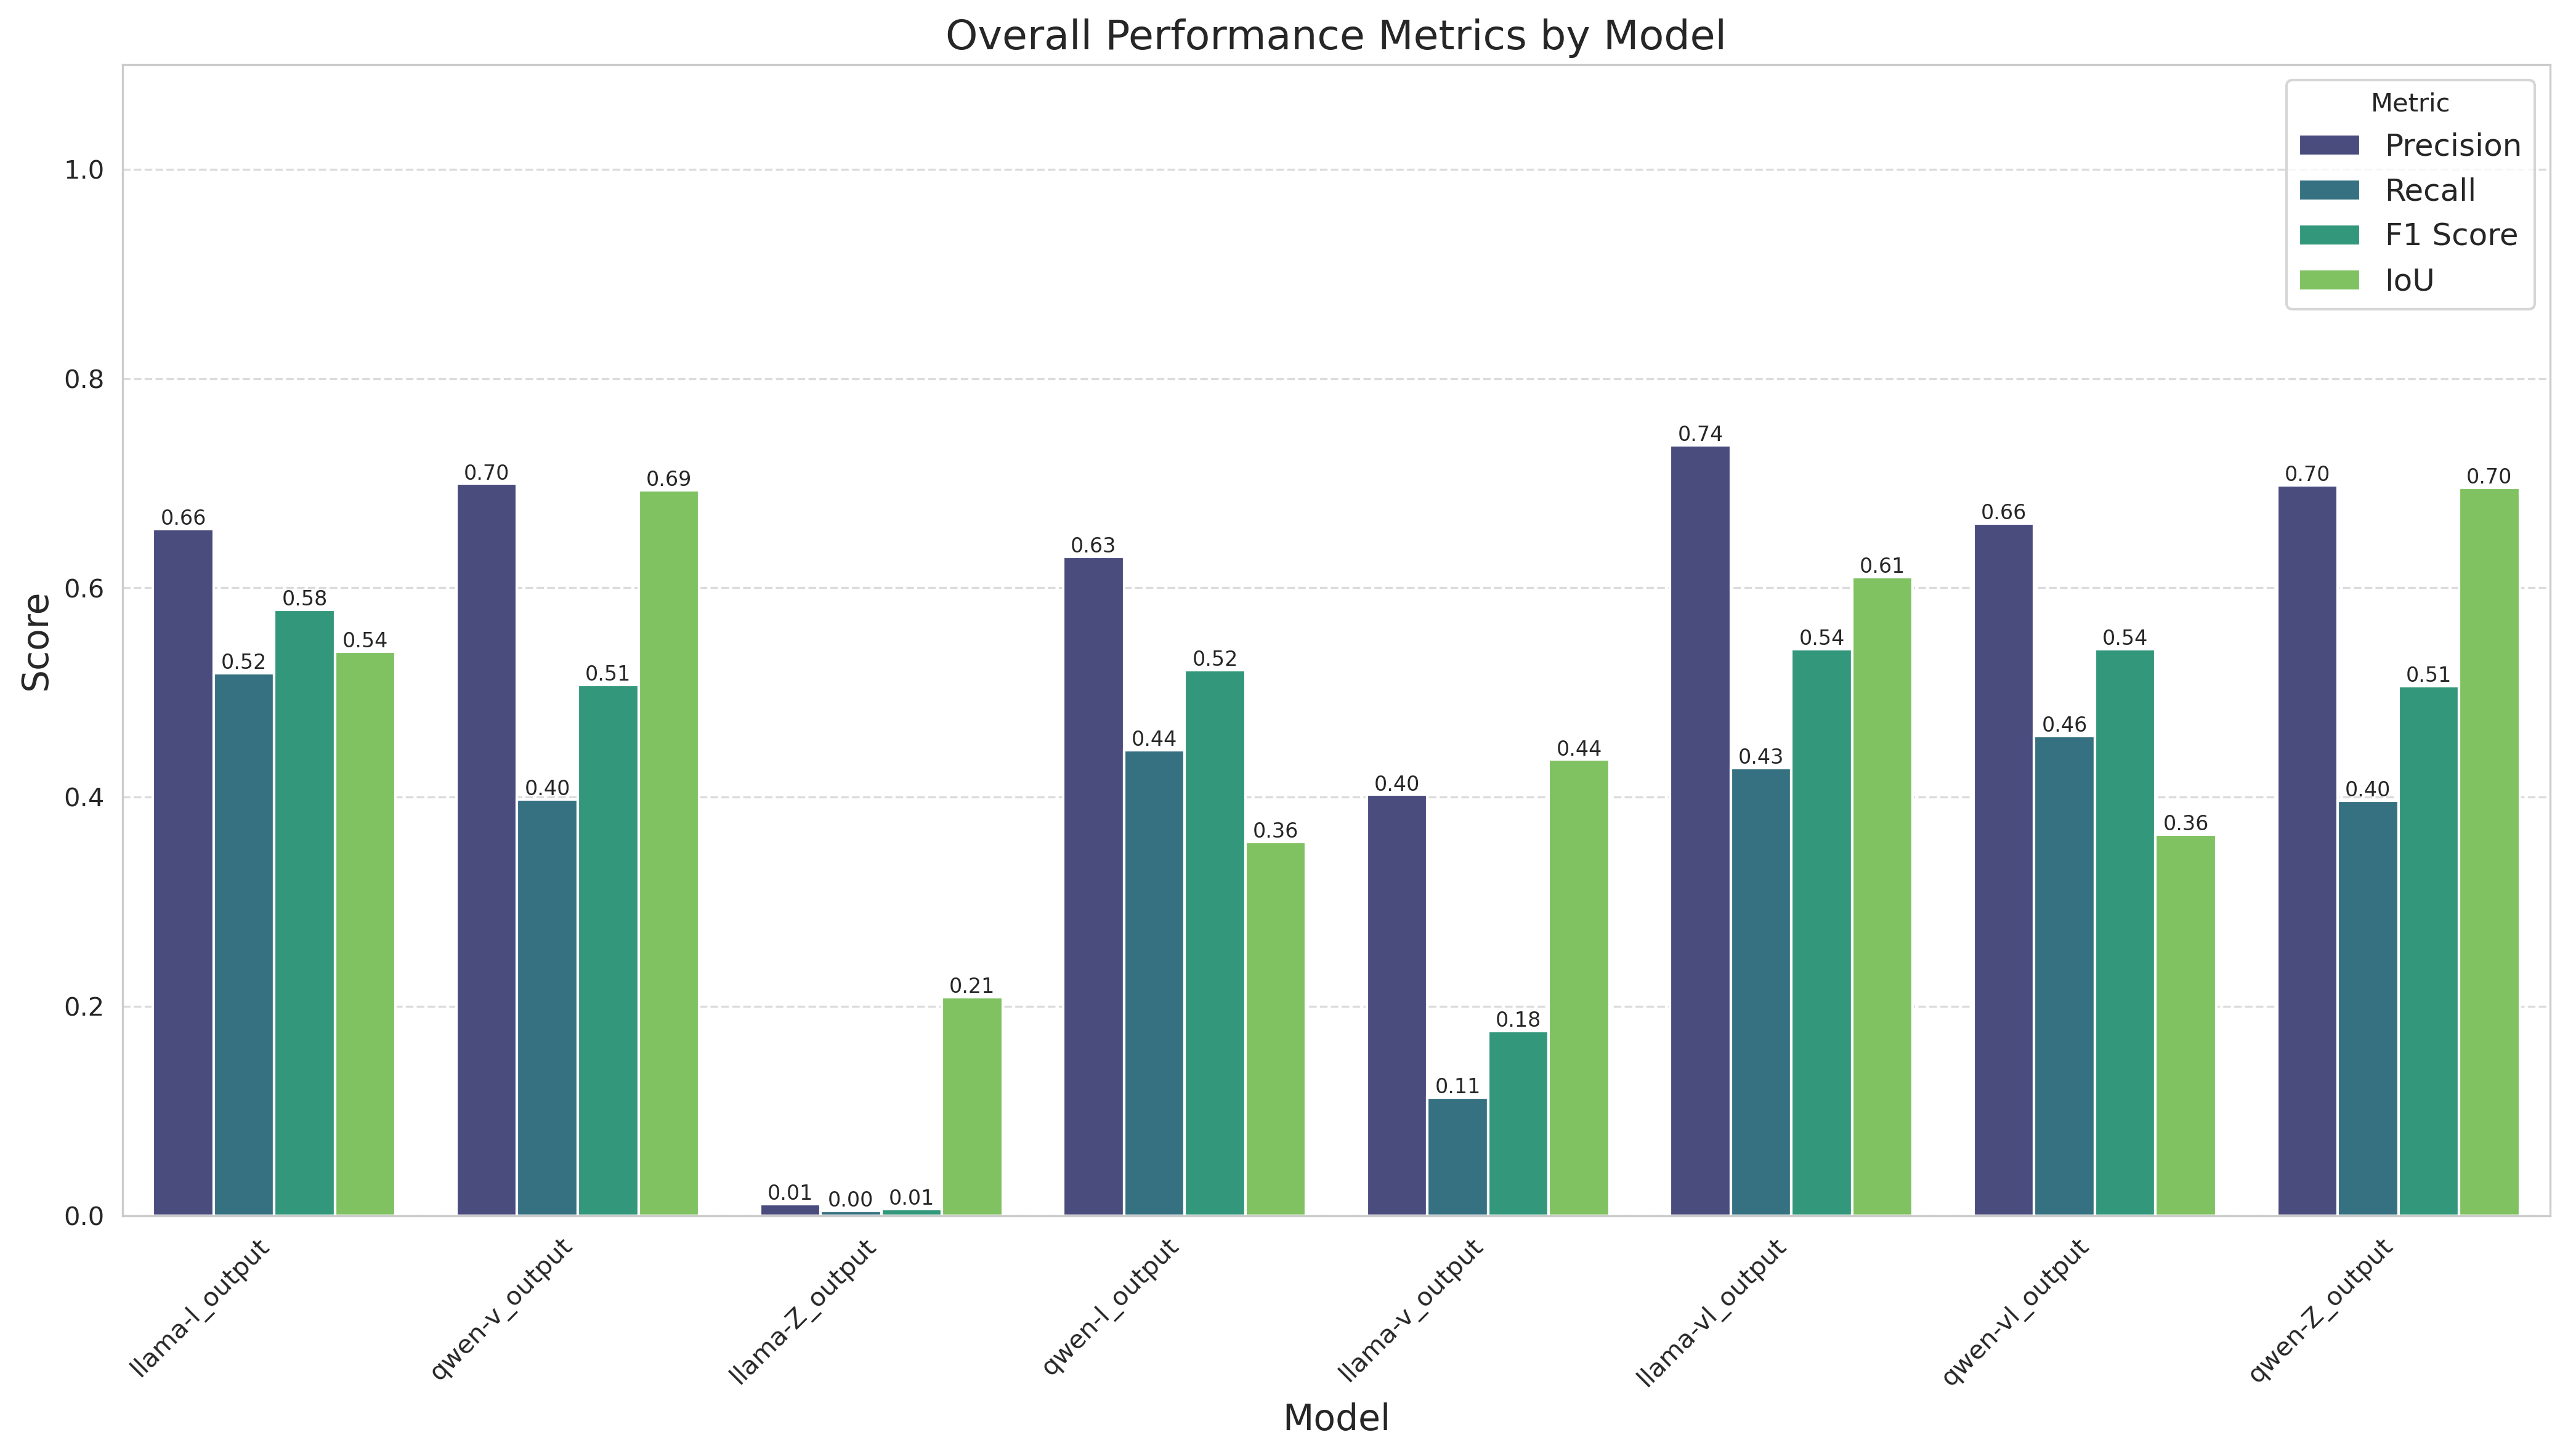 Overall Performance Metrics by Model
Metric
Precision
Recall
F1 Score
IoU
Score
1.0
0.8
0.6
0.4
0.2
0.0
0.66
0.52
0.58
0.54
0.70
0.40
0.51
0.69
0.01
0.00
0.01
0.21
0.63
0.44
0.52
0.36
0.40
0.11
0.18
0.44
0.74
0.43
0.54
0.61
0.66
0.46
0.54
0.36
0.70
0.40
0.51
0.70
llama-l_output
qwen-v_output
llama-Z_output
qwen-l_output
llama-v_output
llama-vl_output
qwen-vl_output
qwen-Z_output
Model